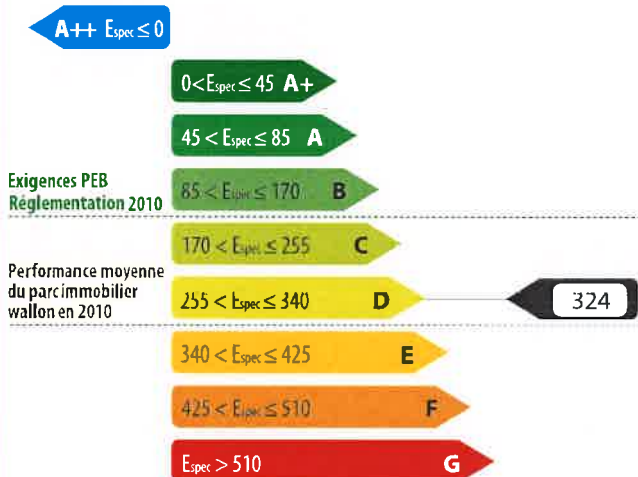 A++ Espec ≤ 0
0 < Espec ≤ 45 A+
45 < Espec ≤ 85 A
Exigences PEB
Réglementation 2010
85 < Espec ≤ 170 B
170 < Espec ≤ 255 C
Performance moyenne
du parc immobilier
wallon en 2010
255 < Espec ≤ 340 D
324
340 < Espec ≤ 425 E
425 < Espec ≤ 510 F
Espec > 510 G